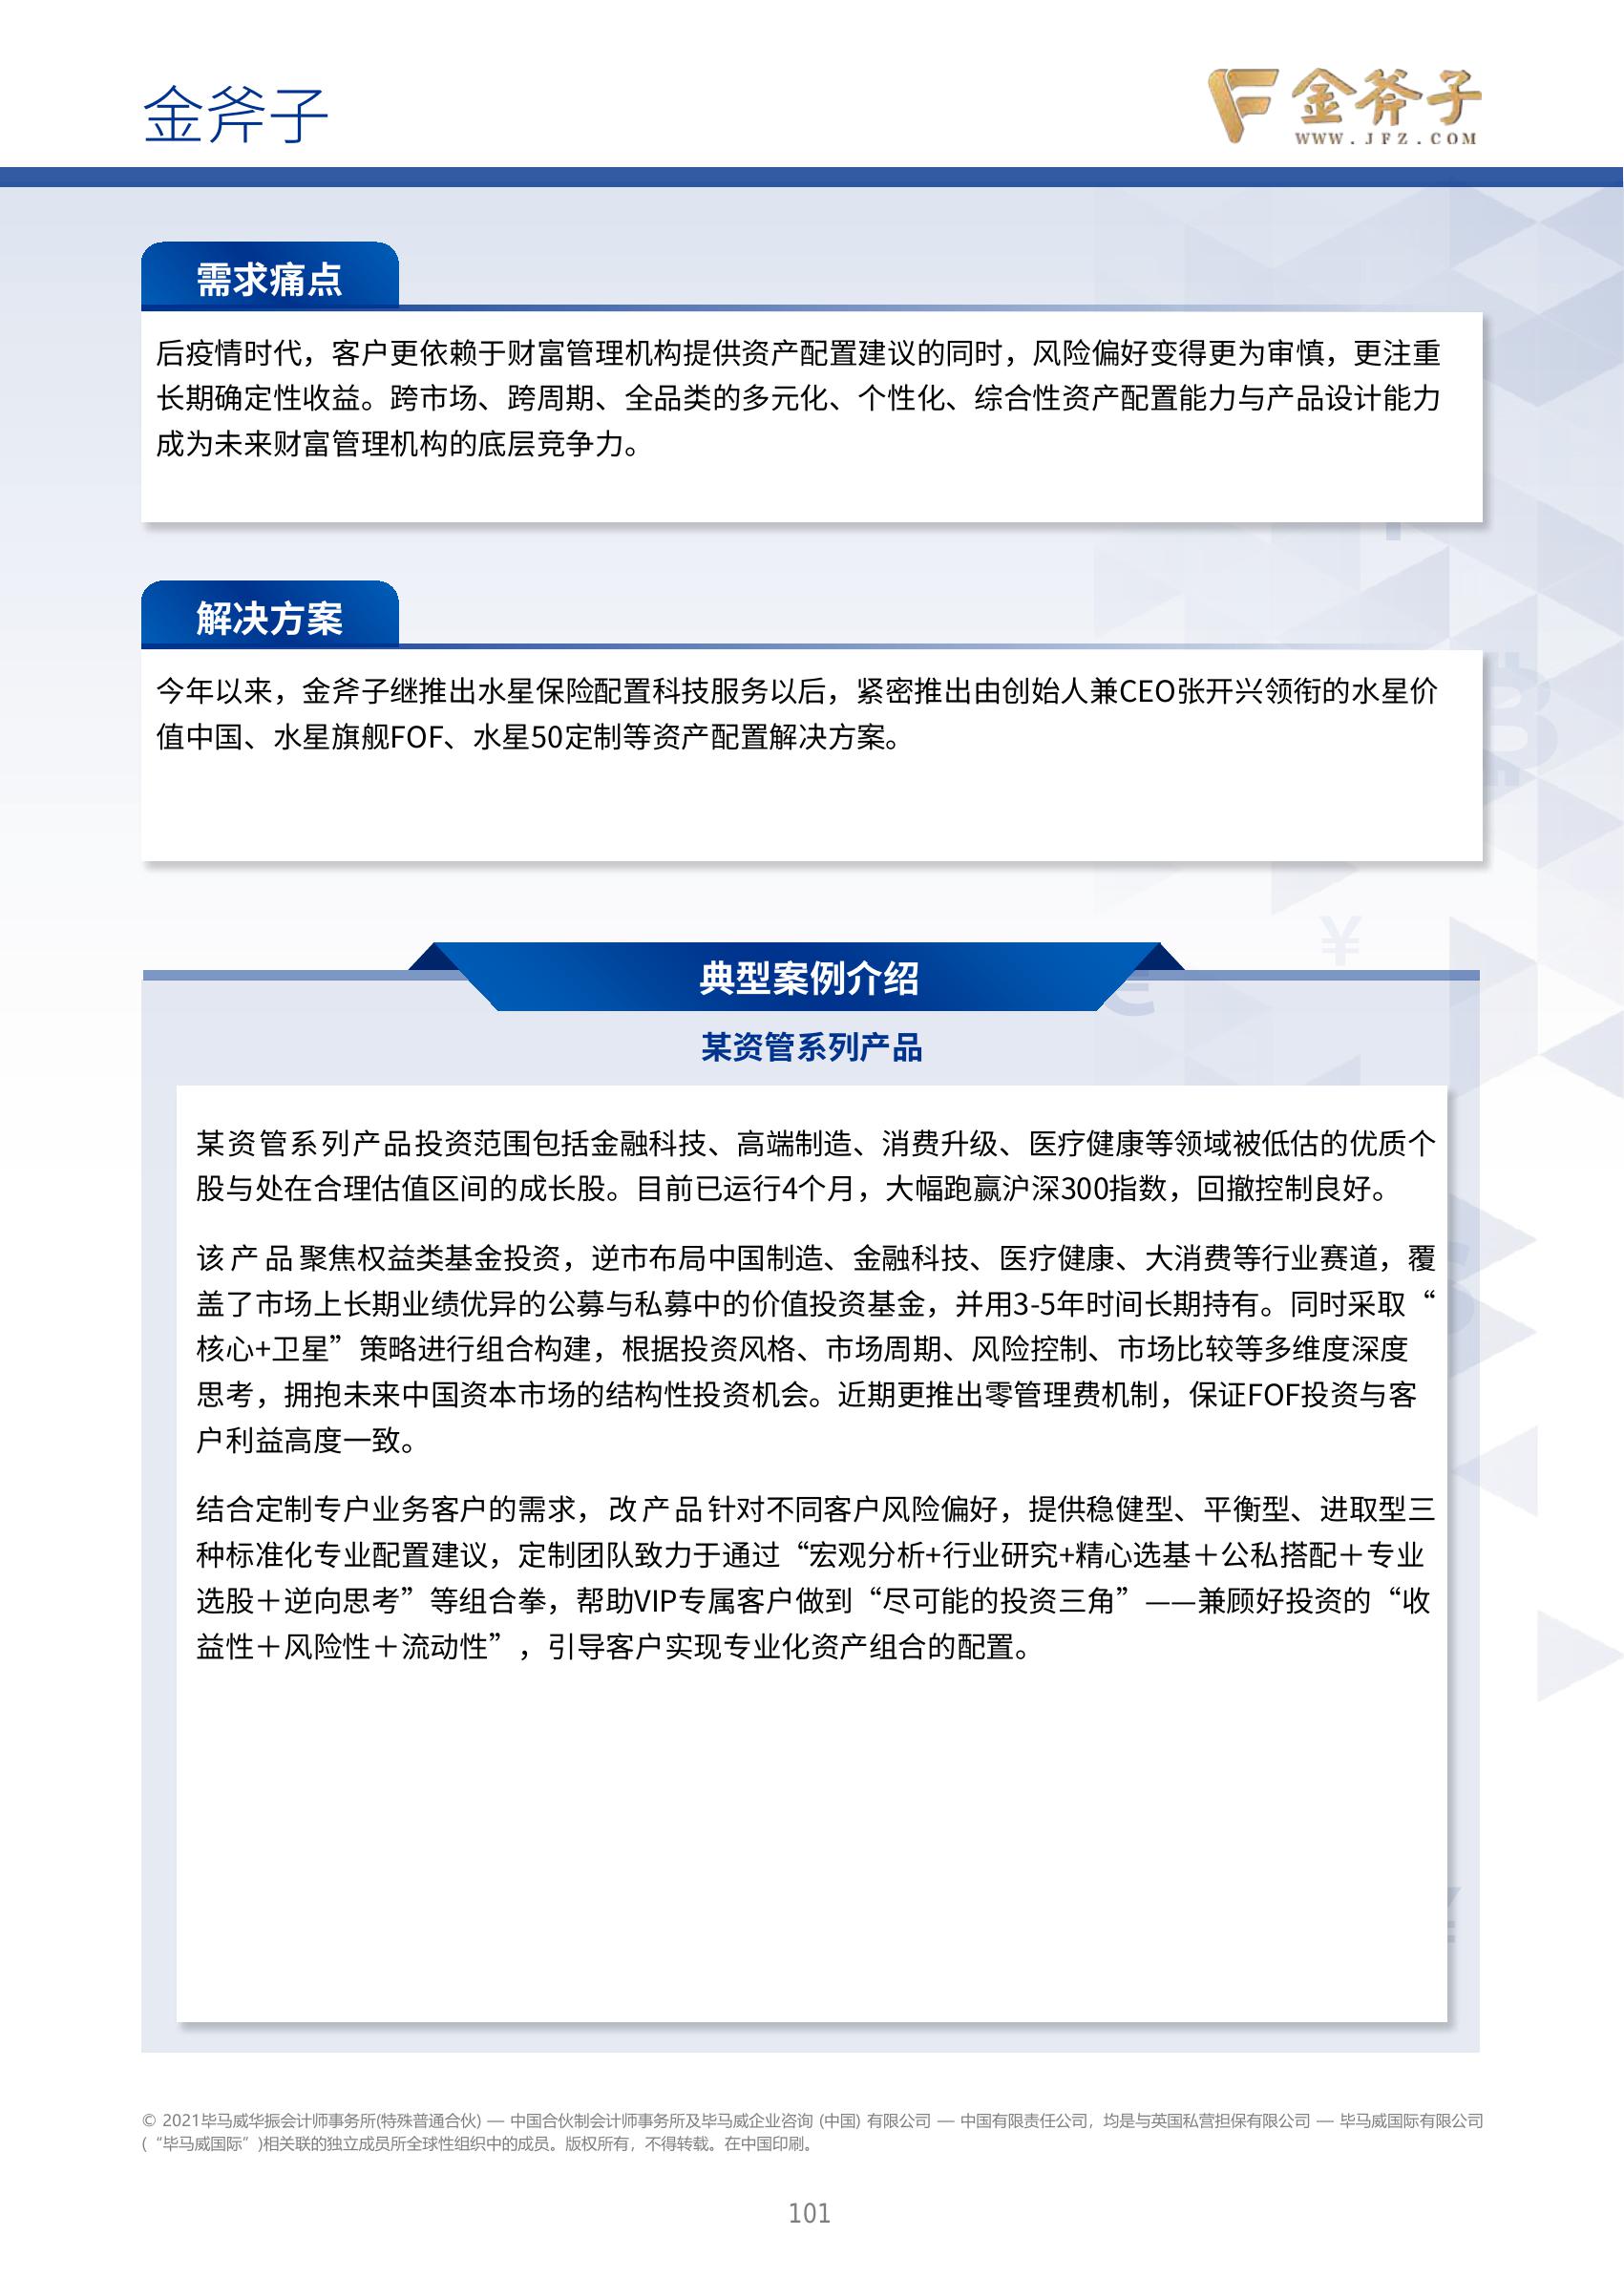 金斧子
金斧子
WWW.JFZ.COM
需求痛点
后疫情时代，客户更依赖于财富管理机构提供资产配置建议的同时，风险偏好变得更为审慎，更注重
长期确定性收益。跨市场、跨周期、全品类的多元化、个性化、综合性资产配置能力与产品设计能力
成为未来财富管理机构的底层竞争力。
解决方案
今年以来，金斧子继推出水星保险配置科技服务以后，紧密推出由创始人兼CEO张开兴领衔的水星价
值中国、水星旗舰FOF、水星50定制等资产配置解决方案。
典型案例介绍
某资管系列产品
某资管系列产品投资范围包括金融科技、高端制造、消费升级、医疗健康等领域被低估的优质个
股与处在合理估值区间的成长股。目前已运行4个月，大幅跑赢沪深300指数，回撤控制良好。
该产品聚焦权益类基金投资，逆市布局中国制造、金融科技、医疗健康、大消费等行业赛道，覆
盖了市场上长期业绩优异的公募与私募中的价值投资基金，并用3-5年时间长期持有。同时采取“
核心+卫星”策略进行组合构建，根据投资风格、市场周期、风险控制、市场比较等多维度深度
思考，拥抱未来中国资本市场的结构性投资机会。近期更推出零管理费机制，保证FOF投资与客
户利益高度一致。
结合定制专户业务客户的需求，改产品针对不同客户风险偏好，提供稳健型、平衡型、进取型三
种标准化专业配置建议，定制团队致力于通过“宏观分析+行业研究+精心选基＋公私搭配＋专业
选股＋逆向思考”等组合拳，帮助VIP专属客户做到“尽可能的投资三角”——兼顾好投资的“收
益性＋风险性＋流动性”，引导客户实现专业化资产组合的配置。
© 2021毕马威华振会计师事务所(特殊普通合伙) — 中国合伙制会计师事务所及毕马威企业咨询 (中国) 有限公司 — 中国有限责任公司，均是与英国私营担保有限公司 — 毕马威国际有限公司
(“毕马威国际”)相关联的独立成员所全球性组织中的成员。版权所有，不得转载。在中国印刷。
101